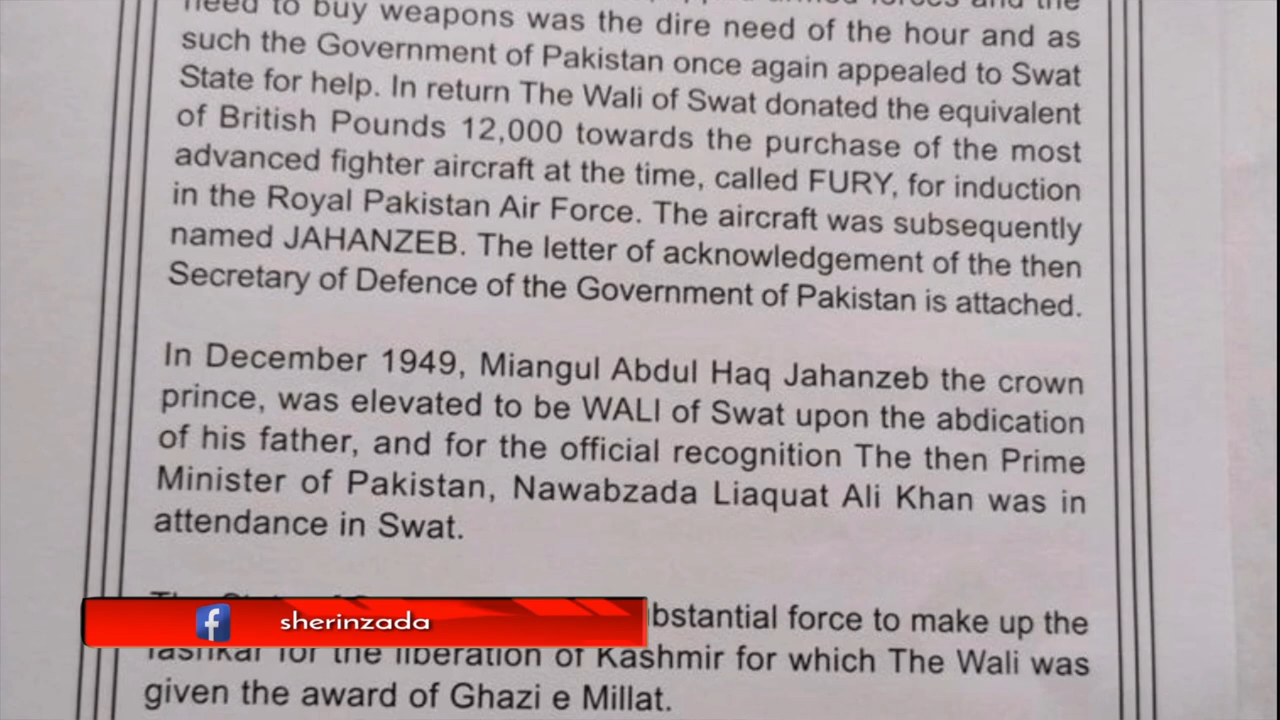 need to buy weapons was the dire need of the hour and as
such the Government of Pakistan once again appealed to Swat
State for help. In return The Wali of Swat donated the equivalent
of British Pounds 12,000 towards the purchase of the most
advanced fighter aircraft at the time, called FURY, for induction
in the Royal Pakistan Air Force. The aircraft was subsequently
named JAHANZEB. The letter of acknowledgement of the then
Secretary of Defence of the Government of Pakistan is attached.
In December 1949, Miangul Abdul Haq Jahanzeb the crown
prince, was elevated to be WALI of Swat upon the abdication
of his father, and for the official recognition The then Prime
Minister of Pakistan, Nawabzada Liaquat Ali Khan was in
attendance in Swat.
substantial force to make up the
f sherinzada
lashkar for the liberation of Kashmir for which The Wali was
given the award of Ghazi e Millat.